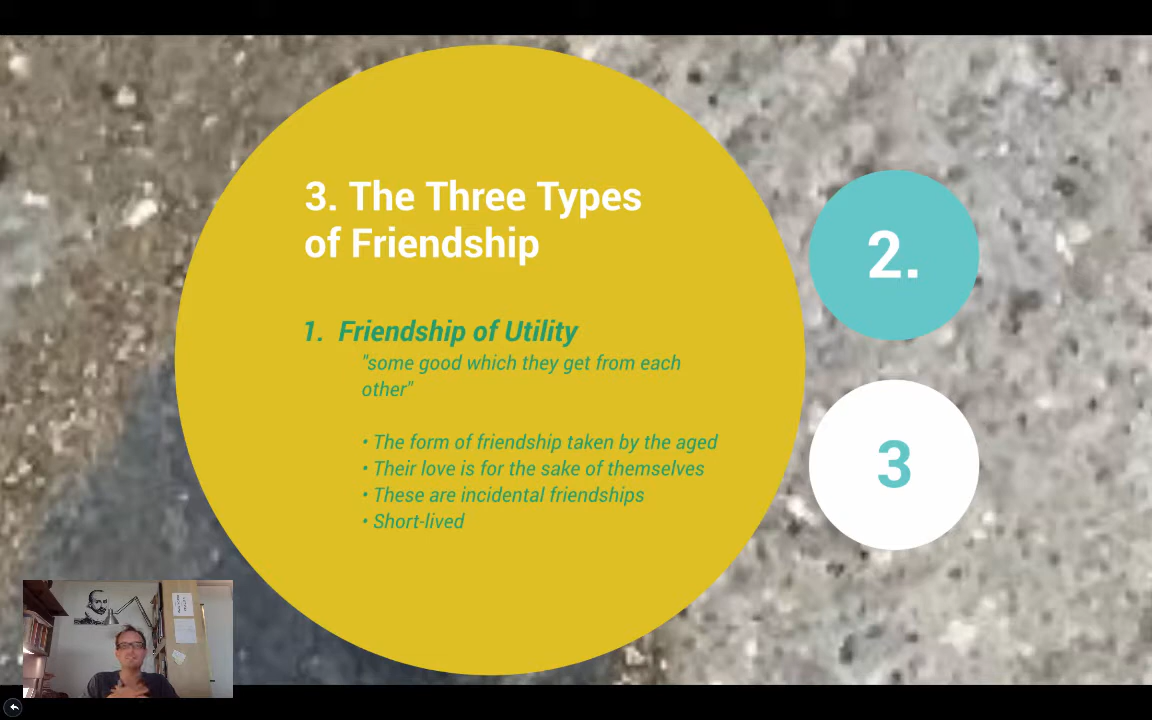 3. The Three Types
of Friendship
1. Friendship of Utility
"some good which they get from each
other"
• The form of friendship taken by the aged
• Their love is for the sake of themselves
• These are incidental friendships
• Short-lived
2.
3